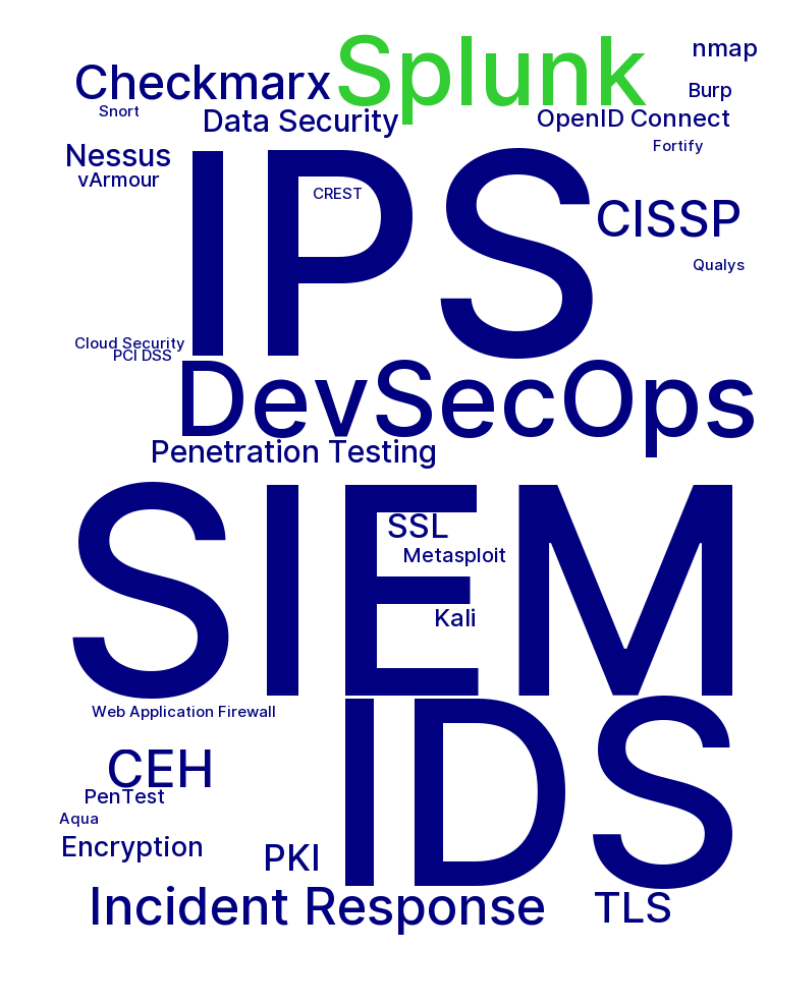 Splunk
nmap
Checkmarx
Burp
Snort
Data Security
OpenID Connect
Fortify
Nessus
vArmour
IPS
CREST
CISSP
Qualys
Cloud Security
PCI DSS
DevSecOps
Penetration Testing
SIEM
SSL
Metasploit
Kali
Web Application Firewall
IDS
CEH
PenTest
Aqua
Encryption
PKI
Incident Response
TLS